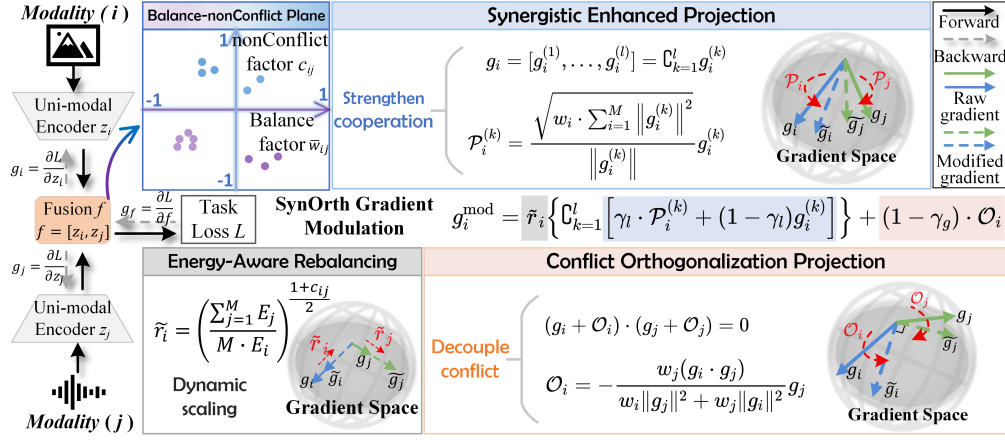 Modality ( i )
Uni-modal
Encoder z_i
g_i = ∂L/∂z_i
Fusion f
f = [z_i, z_j]
g_f = ∂L/∂f
Task
Loss L
g_j = ∂L/∂z_j
Uni-modal
Encoder z_j
Modality ( j )
Balance-nonConflict Plane
1
nonConflict
factor c_ij
-1
1
Balance
factor w̅_ij
-1
Synergistic Enhanced Projection
Strengthen
cooperation
g_i = [g_i^(1), . . . , g_i^(l)] = ∁_{k=1}^l g_i^(k)
P_i^(k) = √(w_i · ∑_{i=1}^M ‖g_i^(k)‖²) / ‖g_i^(k)‖ g_i^(k)
P_i
P_j
g_i
g̃_i
g̃_j
g_j
Gradient Space
Forward
Backward
Raw
gradient
Modified
gradient
SynOrth Gradient
Modulation
g_i^mod = r̃_i {∁_{k=1}^l [γ_l · P_i^(k) + (1 − γ_l)g_i^(k)]} + (1 − γ_g) · O_i
Energy-Aware Rebalancing
r̃_i = (∑_{j=1}^M E_j / M · E_i)^{(1+c_ij)/2}
Dynamic
scaling
r̃_i
r̃_j
g_i
g̃_i
g_j
g̃_j
Gradient Space
Conflict Orthogonalization Projection
Decouple
conflict
(g_i + O_i) · (g_j + O_j) = 0
O_i = − w_j(g_i · g_j) / (w_i‖g_j‖² + w_j‖g_i‖²) g_j
O_i
O_j
g_j
g̃_j
g_i
g̃_i
Gradient Space